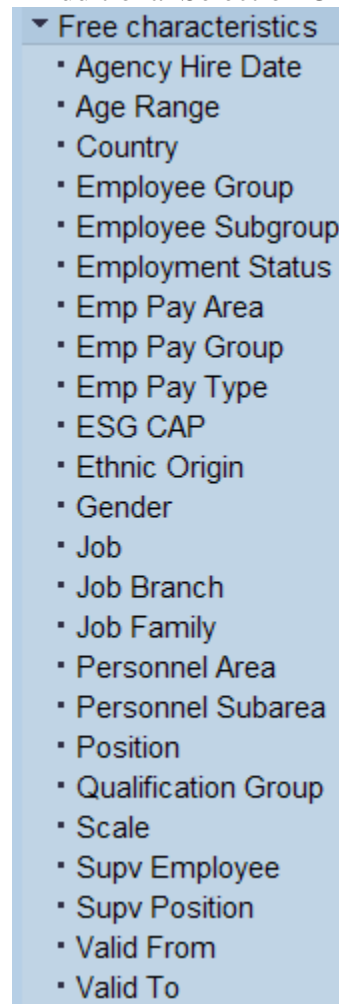 Free characteristics
Agency Hire Date
Age Range
Country
Employee Group
Employee Subgroup
Employment Status
Emp Pay Area
Emp Pay Group
Emp Pay Type
ESG CAP
Ethnic Origin
Gender
Job
Job Branch
Job Family
Personnel Area
Personnel Subarea
Position
Qualification Group
Scale
Supv Employee
Supv Position
Valid From
Valid To